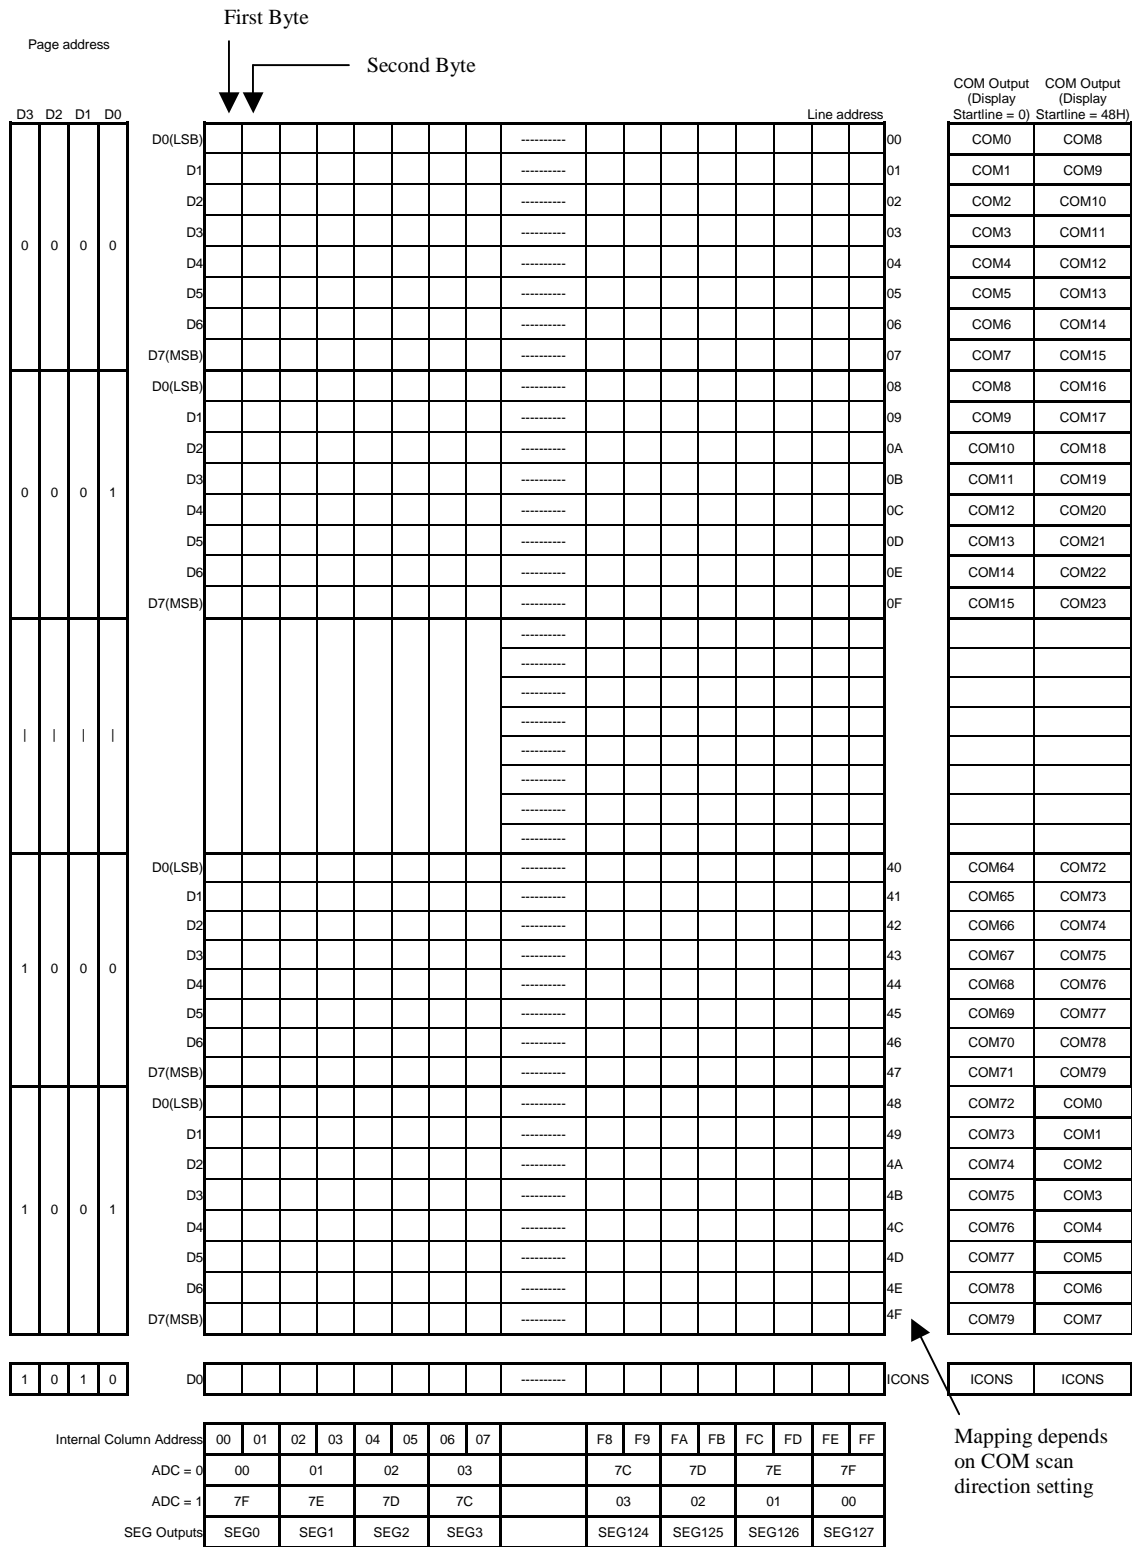 First Byte
Page address
Second Byte
COM Output COM Output
(Display (Display
D3 D2 D1 D0 Line address Startline = 0) Startline = 48H)
D0(LSB) ---------- 00 COM0 COM8
D1 ---------- 01 COM1 COM9
D2 ---------- 02 COM2 COM10
D3 ---------- 03 COM3 COM11
0 0 0 0
D4 ---------- 04 COM4 COM12
D5 ---------- 05 COM5 COM13
D6 ---------- 06 COM6 COM14
D7(MSB) ---------- 07 COM7 COM15
D0(LSB) ---------- 08 COM8 COM16
D1 ---------- 09 COM9 COM17
D2 ---------- 0A COM10 COM18
D3 ---------- 0B COM11 COM19
0 0 0 1
D4 ---------- 0C COM12 COM20
D5 ---------- 0D COM13 COM21
D6 ---------- 0E COM14 COM22
D7(MSB) ---------- 0F COM15 COM23
----------
----------
----------
----------
| | | |
----------
----------
----------
----------
D0(LSB) ---------- 40 COM64 COM72
D1 ---------- 41 COM65 COM73
D2 ---------- 42 COM66 COM74
D3 ---------- 43 COM67 COM75
1 0 0 0
D4 ---------- 44 COM68 COM76
D5 ---------- 45 COM69 COM77
D6 ---------- 46 COM70 COM78
D7(MSB) ---------- 47 COM71 COM79
D0(LSB) ---------- 48 COM72 COM0
D1 ---------- 49 COM73 COM1
D2 ---------- 4A COM74 COM2
D3 ---------- 4B COM75 COM3
1 0 0 1
D4 ---------- 4C COM76 COM4
D5 ---------- 4D COM77 COM5
D6 ---------- 4E COM78 COM6
D7(MSB) ---------- 4F COM79 COM7
1 0 1 0 D0 ---------- ICONS ICONS ICONS
Internal Column Address 00 01 02 03 04 05 06 07 F8 F9 FA FB FC FD FE FF
ADC = 0 00 01 02 03 7C 7D 7E 7F
ADC = 1 7F 7E 7D 7C 03 02 01 00
SEG Outputs SEG0 SEG1 SEG2 SEG3 SEG124 SEG125 SEG126 SEG127
Mapping depends
on COM scan
direction setting